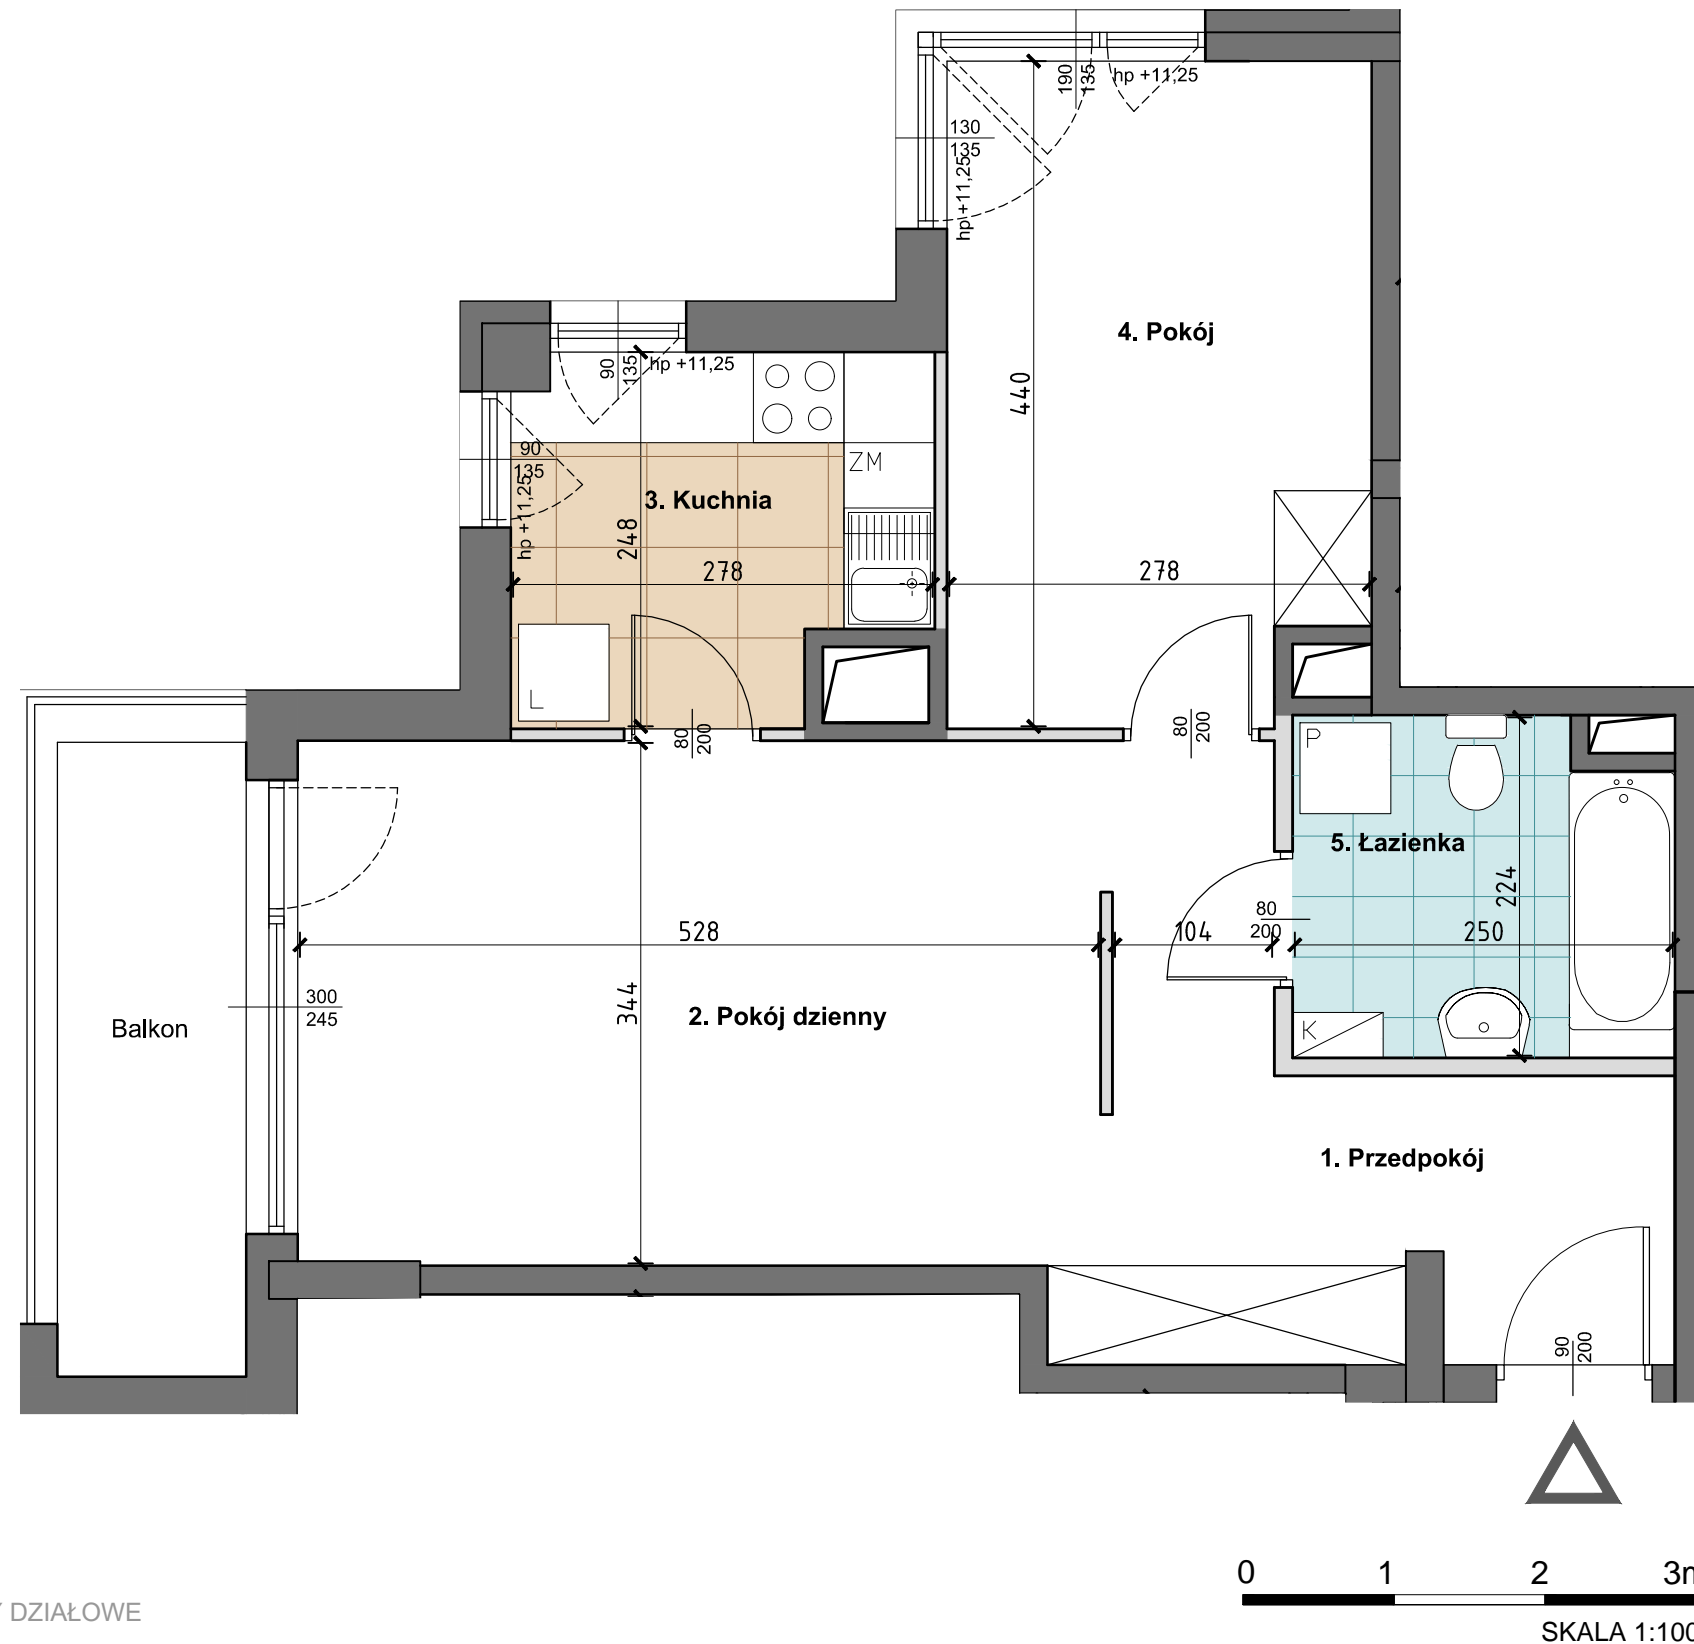 190
135
hp +11,25
130
135
hp +11,25
4. Pokój
440
90
135
hp +11,25
90
135
hp +11,25
ZM
3. Kuchnia
248
278
278
L
80
200
80
200
P
5. Łazienka
224
80
200
528
104
250
300
245
344
2. Pokój dzienny
Balkon
K
1. Przedpokój
90
200
0 1 2 3m
SKALA 1:100
Y DZIAŁOWE